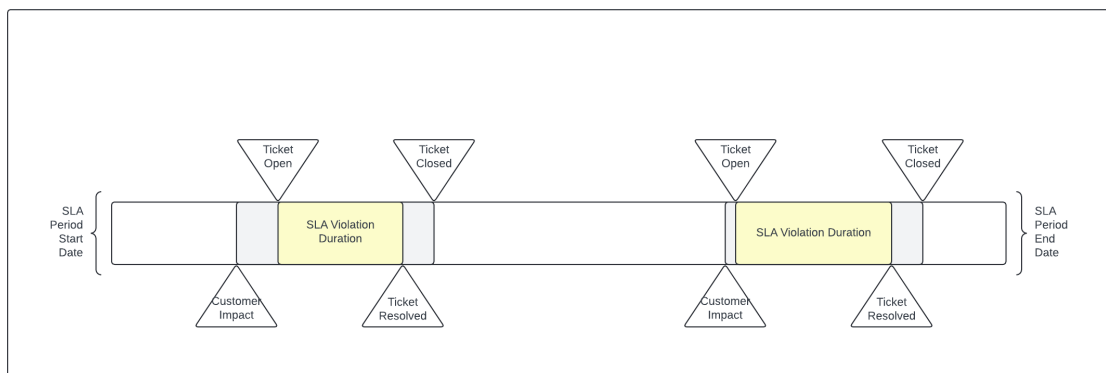 Ticket
Open
Ticket
Closed
Ticket
Open
Ticket
Closed
SLA
Period
Start
Date
SLA Violation
Duration
SLA Violation Duration
SLA
Period
End
Date
Customer
Impact
Ticket
Resolved
Customer
Impact
Ticket
Resolved